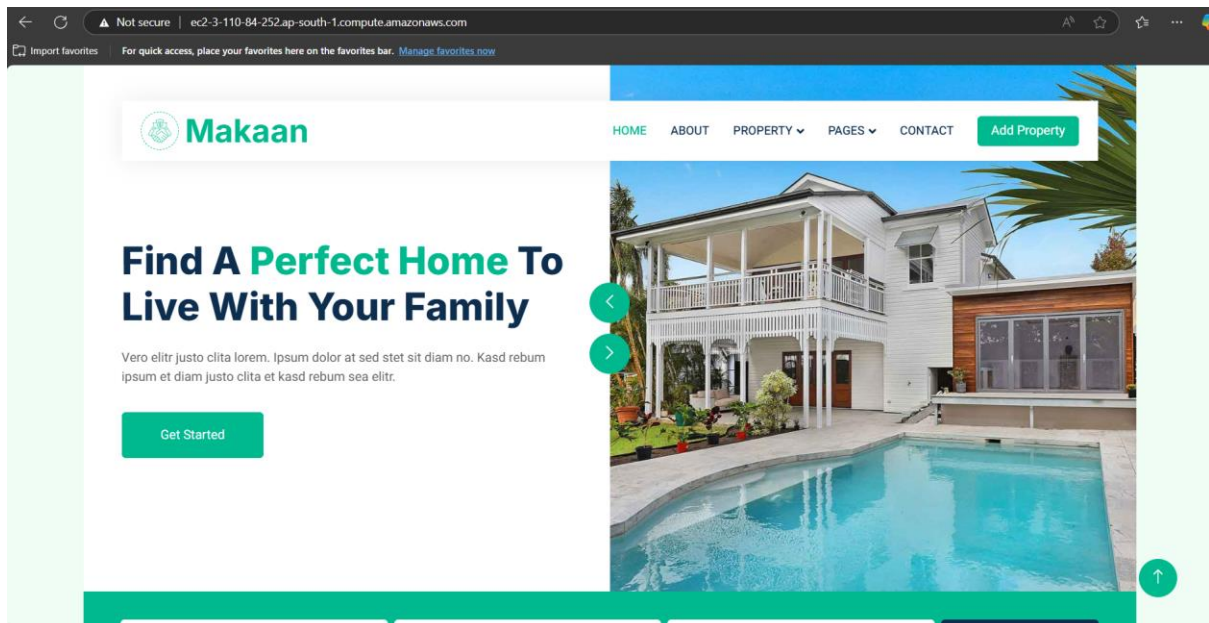 Not secure ec2-3-110-84-252.ap-south-1.compute.amazonaws.com
Import favorites For quick access, place your favorites here on the favorites bar. Manage favorites now
Makaan HOME ABOUT PROPERTY PAGES CONTACT Add Property
Find A Perfect Home To
Live With Your Family
Vero elitr justo clita lorem. Ipsum dolor at sed stet sit diam no. Kasd rebum
ipsum et diam justo clita et kasd rebum sea elitr.
Get Started